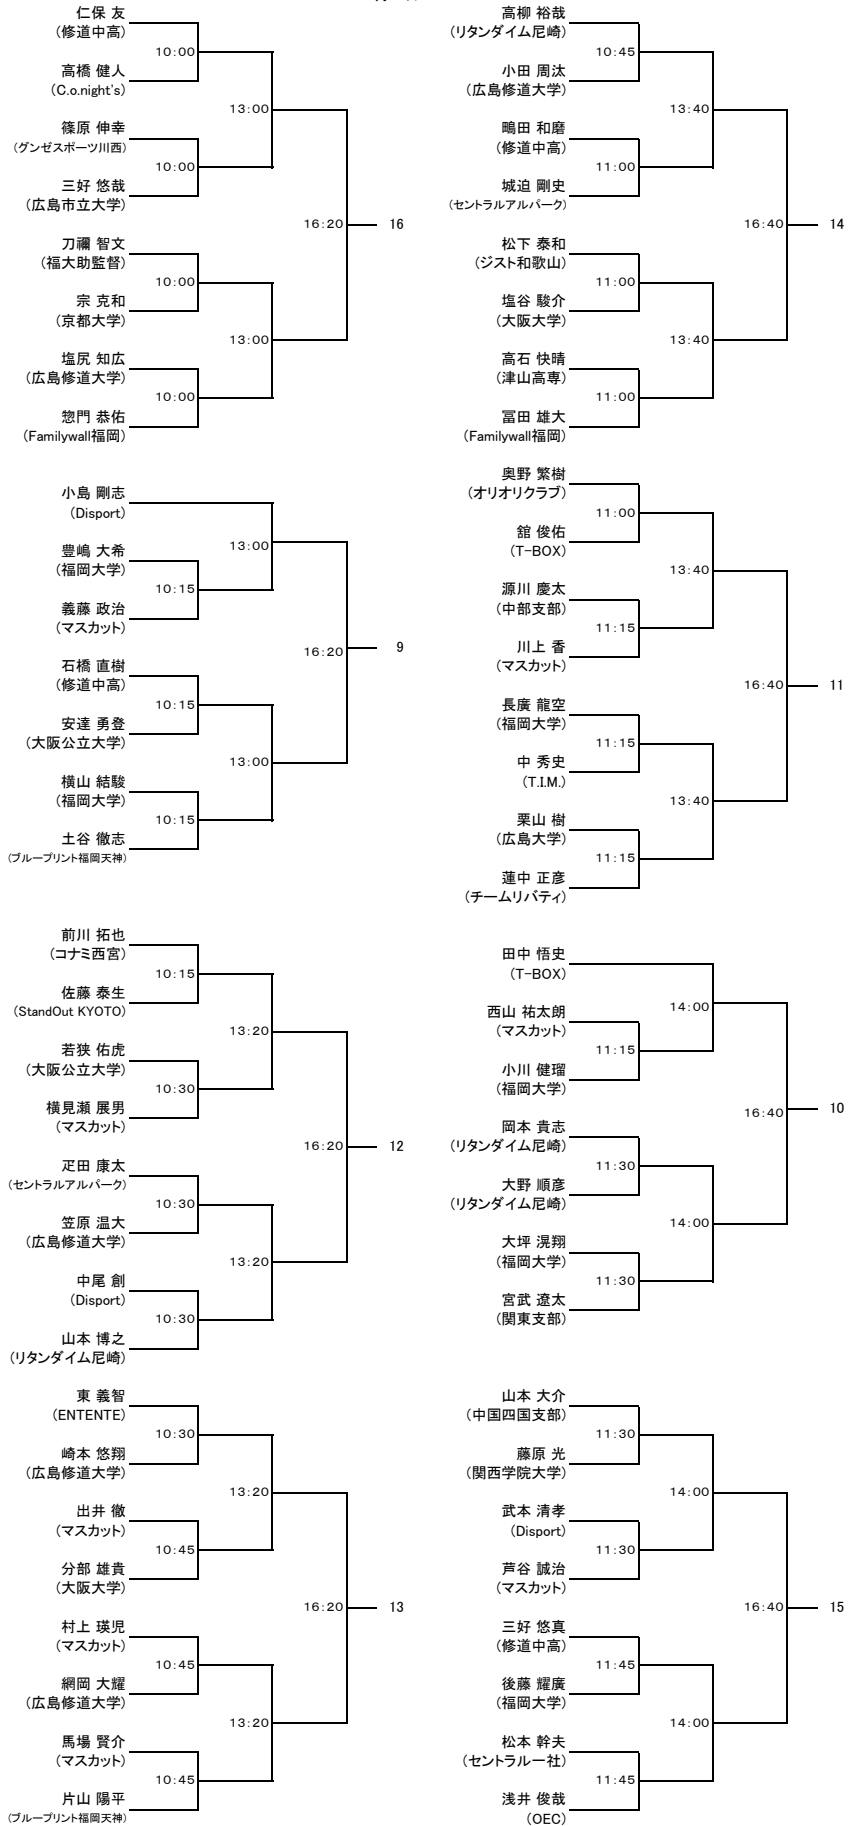 仁保 友
(修道中高)
10:00
高橋 健人
(C.o.night's)
13:00
篠原 伸幸
(グンゼスポーツ川西)
10:00
三好 悠哉
(広島市立大学)
16:20
16
刀禰 智文
(福大助監督)
10:00
宗 克和
(京都大学)
13:00
塩尻 知広
(広島修道大学)
10:00
惣門 恭佑
(Familywall福岡)
小島 剛志
(Disport)
13:00
豊嶋 大希
(福岡大学)
10:15
義藤 政治
(マスカット)
16:20
9
石橋 直樹
(修道中高)
10:15
安達 勇登
(大阪公立大学)
13:00
横山 結駿
(福岡大学)
10:15
土谷 徹志
(ブループリント福岡天神)
前川 拓也
(コナミ西宮)
10:15
佐藤 泰生
(StandOut KYOTO)
13:20
若狭 佑虎
(大阪公立大学)
10:30
横見瀬 展男
(マスカット)
16:20
12
疋田 康太
(セントラルアルパーク)
10:30
笠原 温大
(広島修道大学)
13:20
中尾 創
(Disport)
10:30
山本 博之
(リタンダイム尼崎)
東 義智
(ENTENTE)
10:30
崎本 悠翔
(広島修道大学)
13:20
出井 徹
(マスカット)
10:45
分部 雄貴
(大阪大学)
16:20
13
村上 瑛児
(マスカット)
10:45
網岡 大耀
(広島修道大学)
13:20
馬場 賢介
(マスカット)
10:45
片山 陽平
(ブループリント福岡天神)
高柳 裕哉
(リタンダイム尼崎)
10:45
小田 周汰
(広島修道大学)
13:40
鴫田 和磨
(修道中高)
11:00
城迫 剛史
(セントラルアルパーク)
16:40
14
松下 泰和
(ジスト和歌山)
11:00
塩谷 駿介
(大阪大学)
13:40
高石 快晴
(津山高専)
11:00
冨田 雄大
(Familywall福岡)
奥野 繁樹
(オリオリクラブ)
11:00
舘 俊佑
(T-BOX)
13:40
源川 慶太
(中部支部)
11:15
川上 香
(マスカット)
16:40
11
長廣 龍空
(福岡大学)
11:15
中 秀史
(T.I.M.)
13:40
栗山 樹
(広島大学)
11:15
蓮中 正彦
(チームリバティ)
田中 悟史
(T-BOX)
14:00
西山 祐太朗
(マスカット)
11:15
小川 健瑠
(福岡大学)
16:40
10
岡本 貴志
(リタンダイム尼崎)
11:30
大野 順彦
(リタンダイム尼崎)
14:00
大坪 滉翔
(福岡大学)
11:30
宮武 遼太
(関東支部)
山本 大介
(中国四国支部)
11:30
藤原 光
(関西学院大学)
14:00
武本 清孝
(Disport)
11:30
芦谷 誠治
(マスカット)
16:40
15
三好 悠真
(修道中高)
11:45
後藤 耀廣
(福岡大学)
14:00
松本 幹夫
(セントラル一社)
11:45
浅井 俊哉
(OEC)